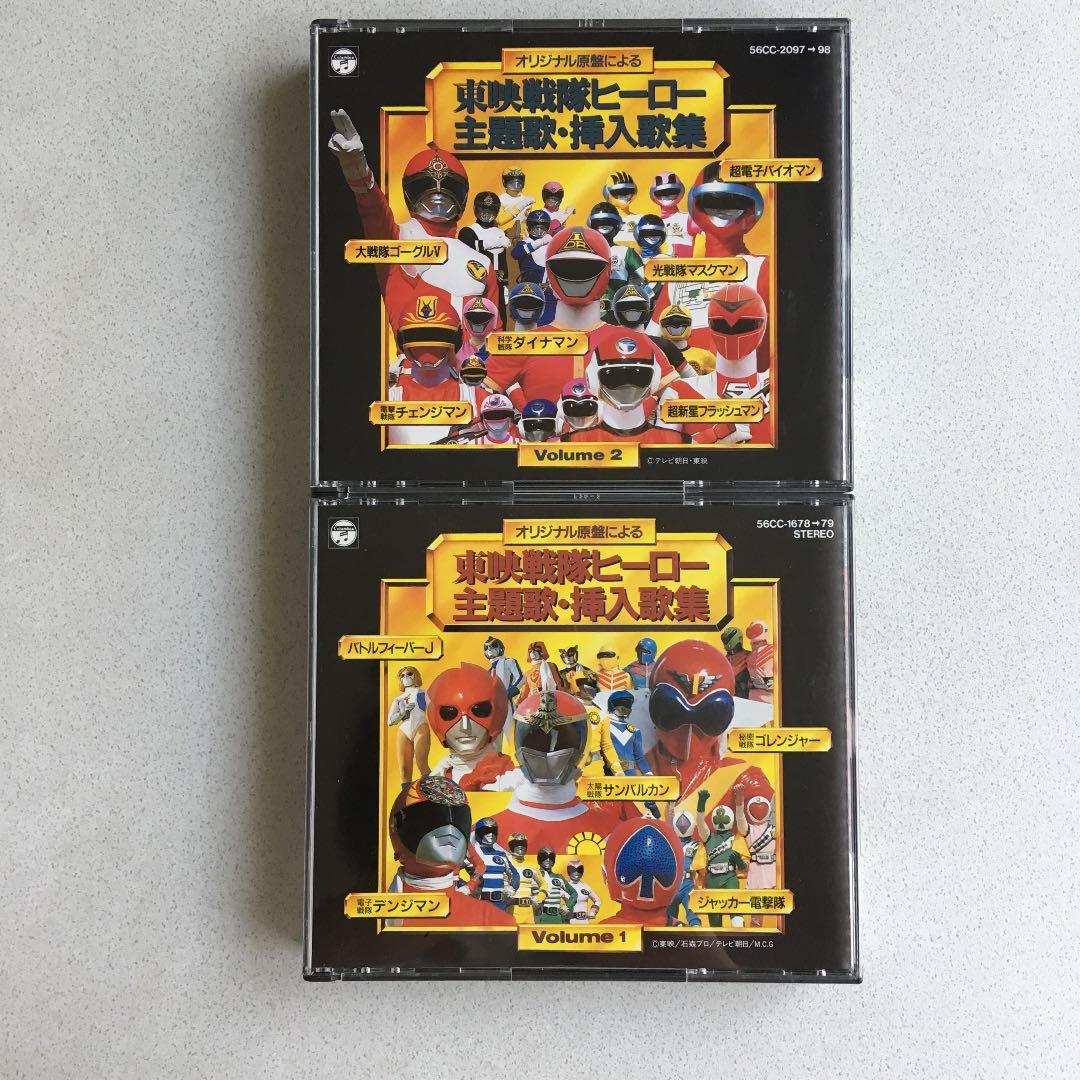 Columbia
56CC-2097→98
オリジナル原盤による
東映戦隊ヒーロー
主題歌・挿入歌集
超電子バイオマン
大戦隊ゴーグルV
光戦隊マスクマン
科学戦隊ダイナマン
電撃戦隊チェンジマン
超新星フラッシュマン
Volume 2
©テレビ朝日・東映
Columbia
56CC-1678→79
STEREO
オリジナル原盤による
東映戦隊ヒーロー
主題歌・挿入歌集
バトルフィーバーJ
秘密戦隊ゴレンジャー
太陽戦隊サンバルカン
電子戦隊デンジマン
ジャッカー電撃隊
Volume 1
©東映/石森プロ/テレビ朝日/M.C.G